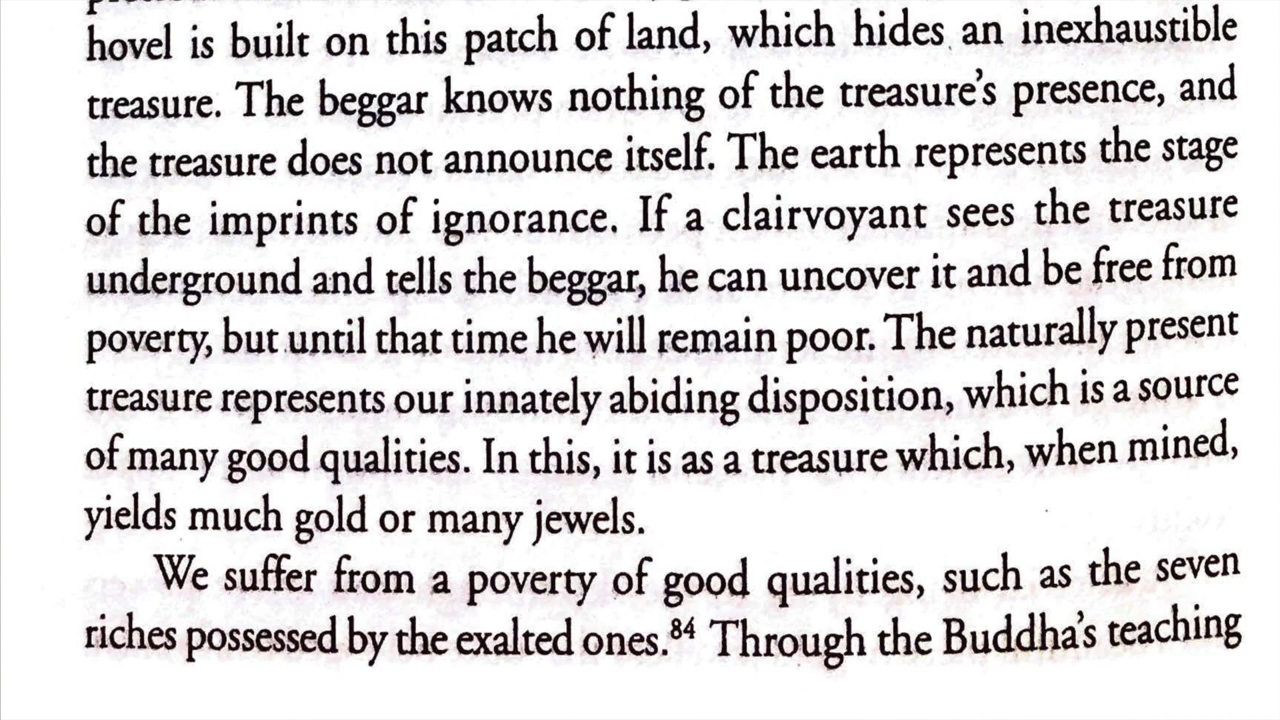 hovel is built on this patch of land, which hides an inexhaustible
treasure. The beggar knows nothing of the treasure's presence, and
the treasure does not announce itself. The earth represents the stage
of the imprints of ignorance. If a clairvoyant sees the treasure
underground and tells the beggar, he can uncover it and be free from
poverty, but until that time he will remain poor. The naturally present
treasure represents our innately abiding disposition, which is a source
of many good qualities. In this, it is as a treasure which, when mined,
yields much gold or many jewels.
We suffer from a poverty of good qualities, such as the seven
riches possessed by the exalted ones.84 Through the Buddha's teaching